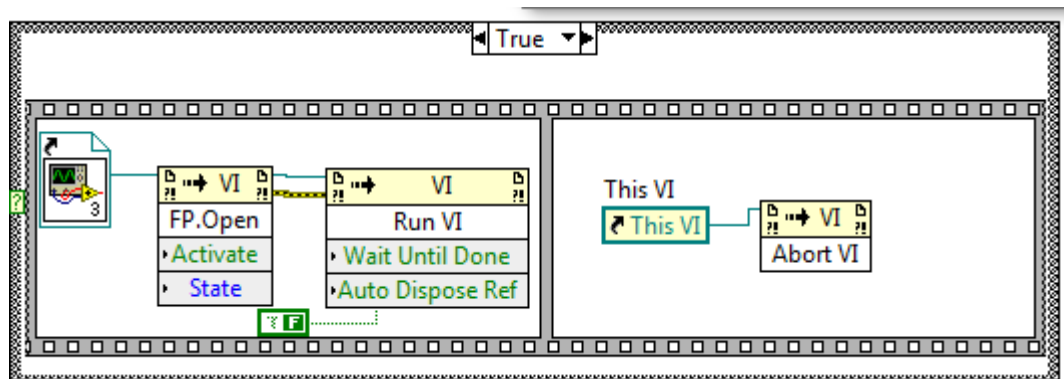 True
3
VI
FP.Open
Activate
State
VI
Run VI
Wait Until Done
Auto Dispose Ref
F
?
This VI
This VI
VI
Abort VI